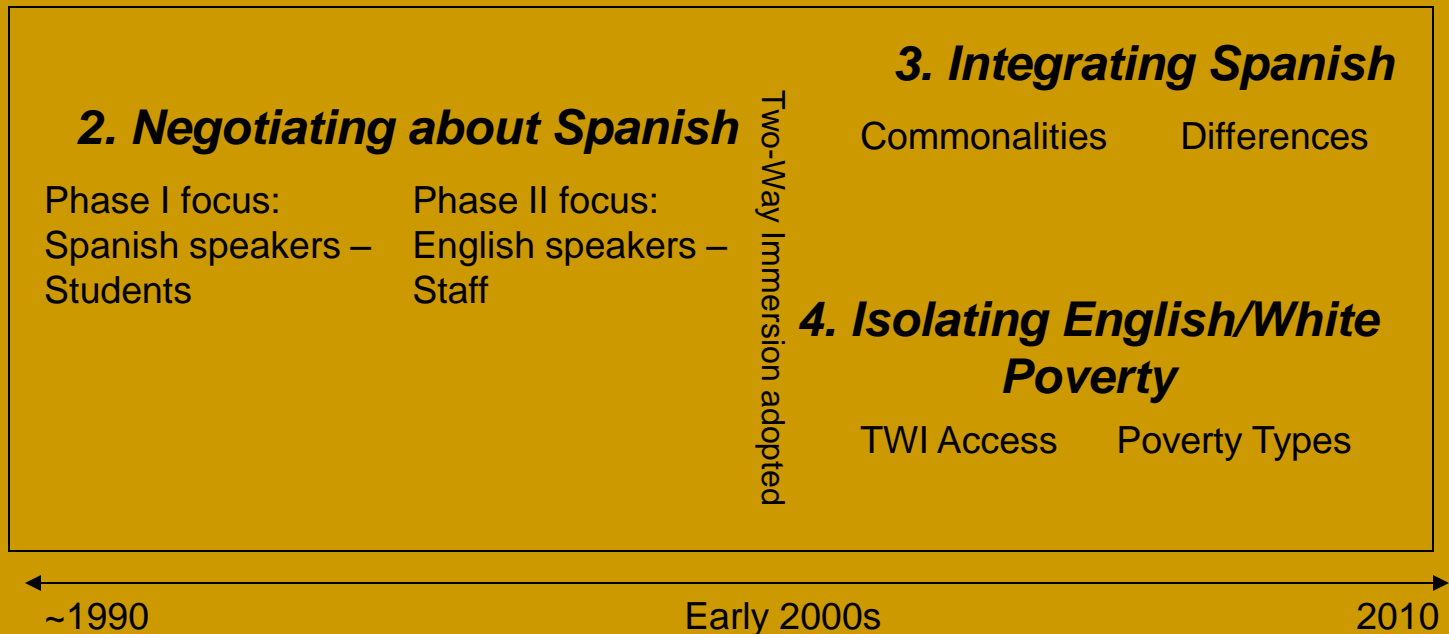 2. Negotiating about Spanish
Phase I focus:
Spanish speakers –
Students
Phase II focus:
English speakers –
Staff
Two-Way Immersion adopted
3. Integrating Spanish
Commonalities
Differences
4. Isolating English/White
Poverty
TWI Access
Poverty Types
~1990
Early 2000s
2010